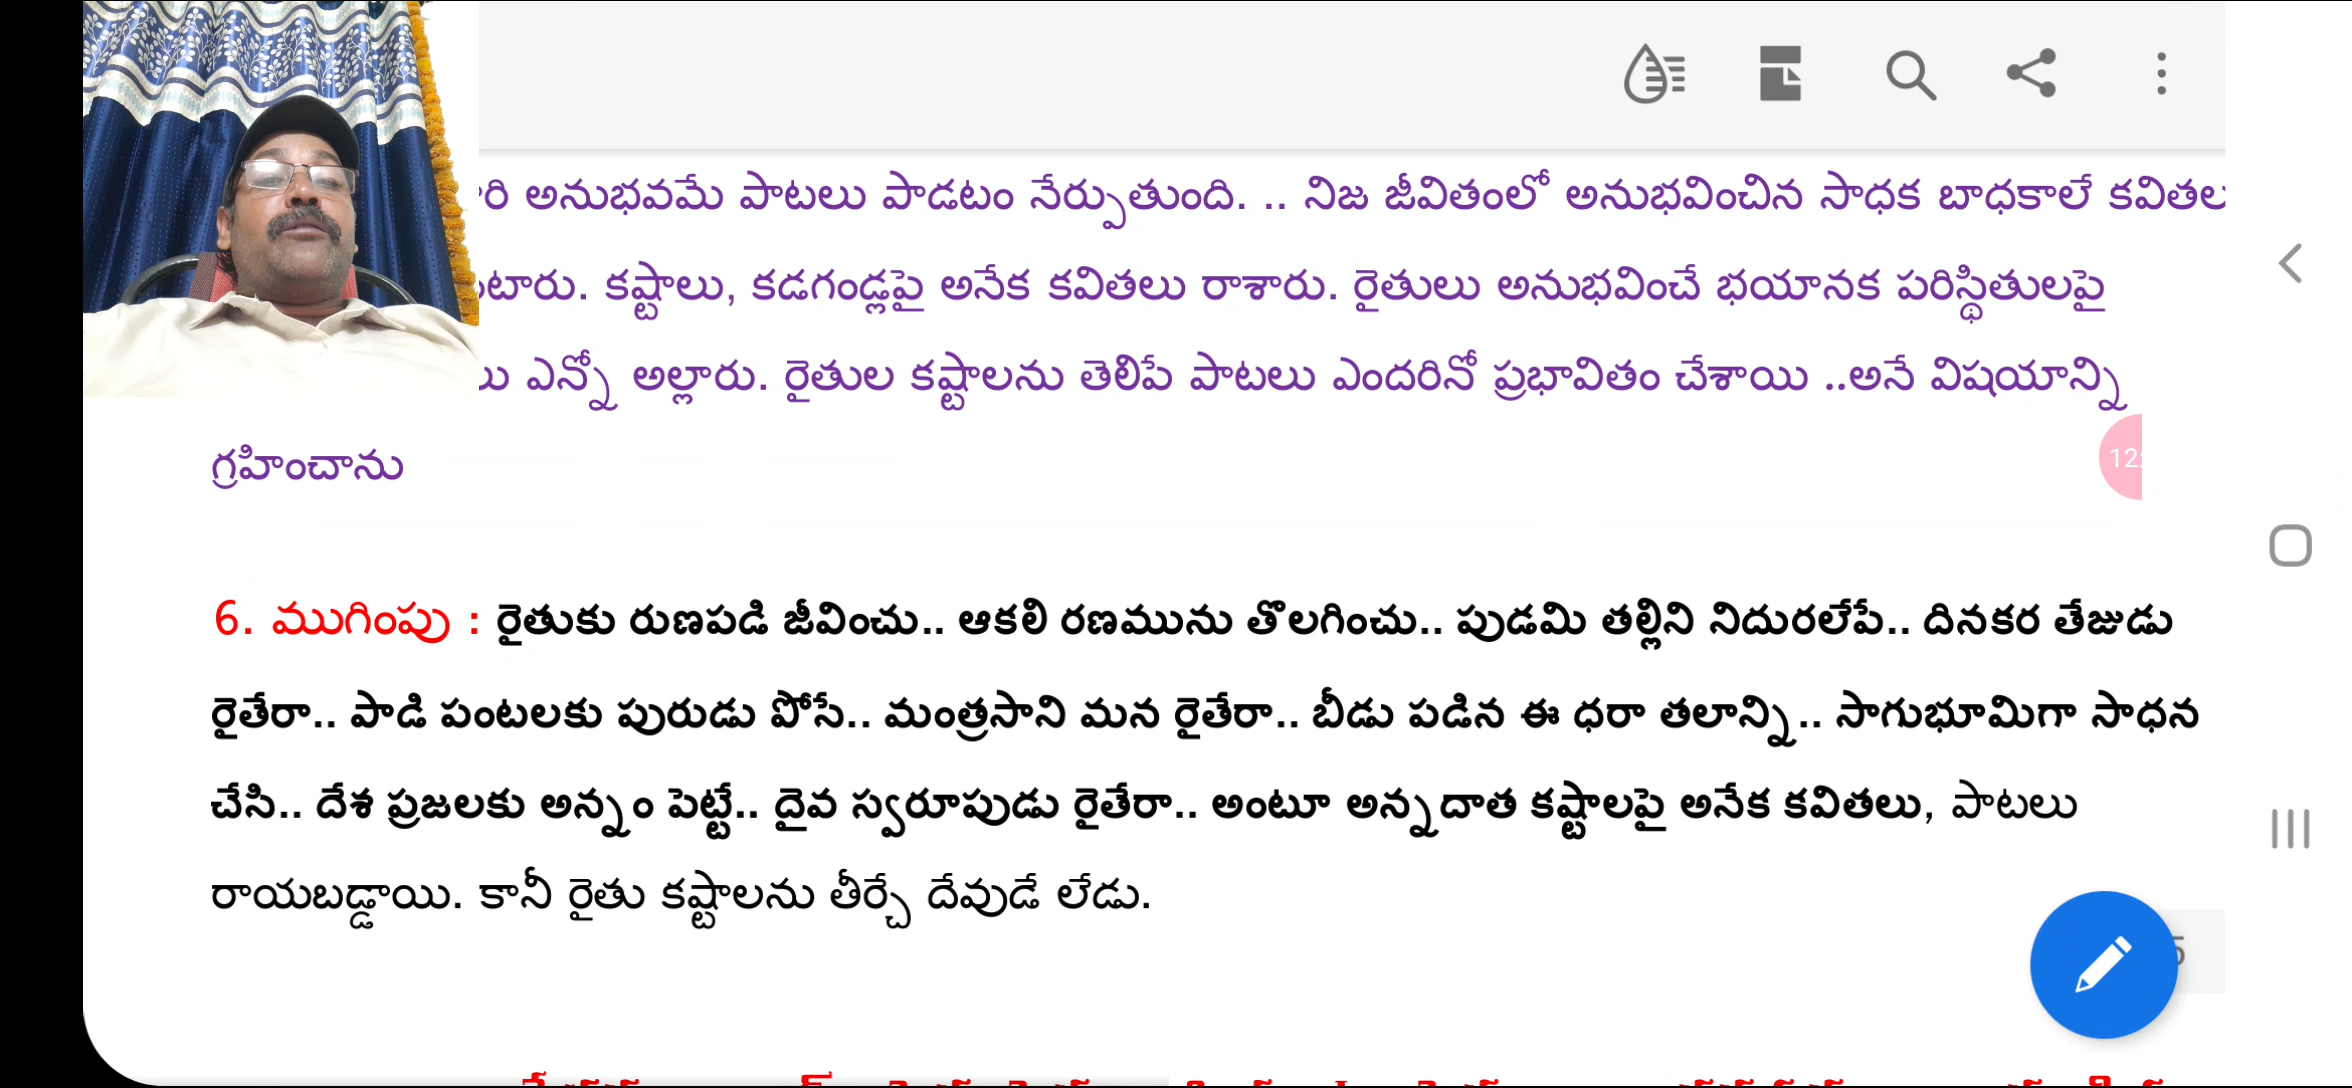 అనుభవమే పాటలు పాడటం నేర్పుతుంది. .. నిజ జీవితంలో అనుభవించిన సాధక బాధకాలే
కష్టాలు, కడగండ్లపై అనేక కవితలు రాశారు. రైతులు అనుభవించే భయానక పరిస్థితులపై
ఎన్నో అల్లారు. రైతుల కష్టాలను తెలిపే పాటలు ఎందరినో ప్రభావితం చేశాయి ..అనే విషయాన్ని
గ్రహించాను
12
6. ముగింపు : రైతుకు రుణపడి జీవించు.. ఆకలి రణమును తొలగించు.. పుడమి తల్లిని నిదురలేపే.. దినకర తేజుడు
రైతేరా.. పాడి పంటలకు పురుడు పోసే.. మంత్రసాని మన రైతేరా.. బీడు పడిన ఈ ధరా తలాన్ని.. సాగుభూమిగా సాధన
చేసి.. దేశ ప్రజలకు అన్నం పెట్టే.. దైవ స్వరూపుడు రైతేరా.. అంటూ అన్నదాత కష్టాలపై అనేక కవితలు, పాటలు
రాయబడ్డాయి. కానీ రైతు కష్టాలను తీర్చే దేవుడే లేడు.